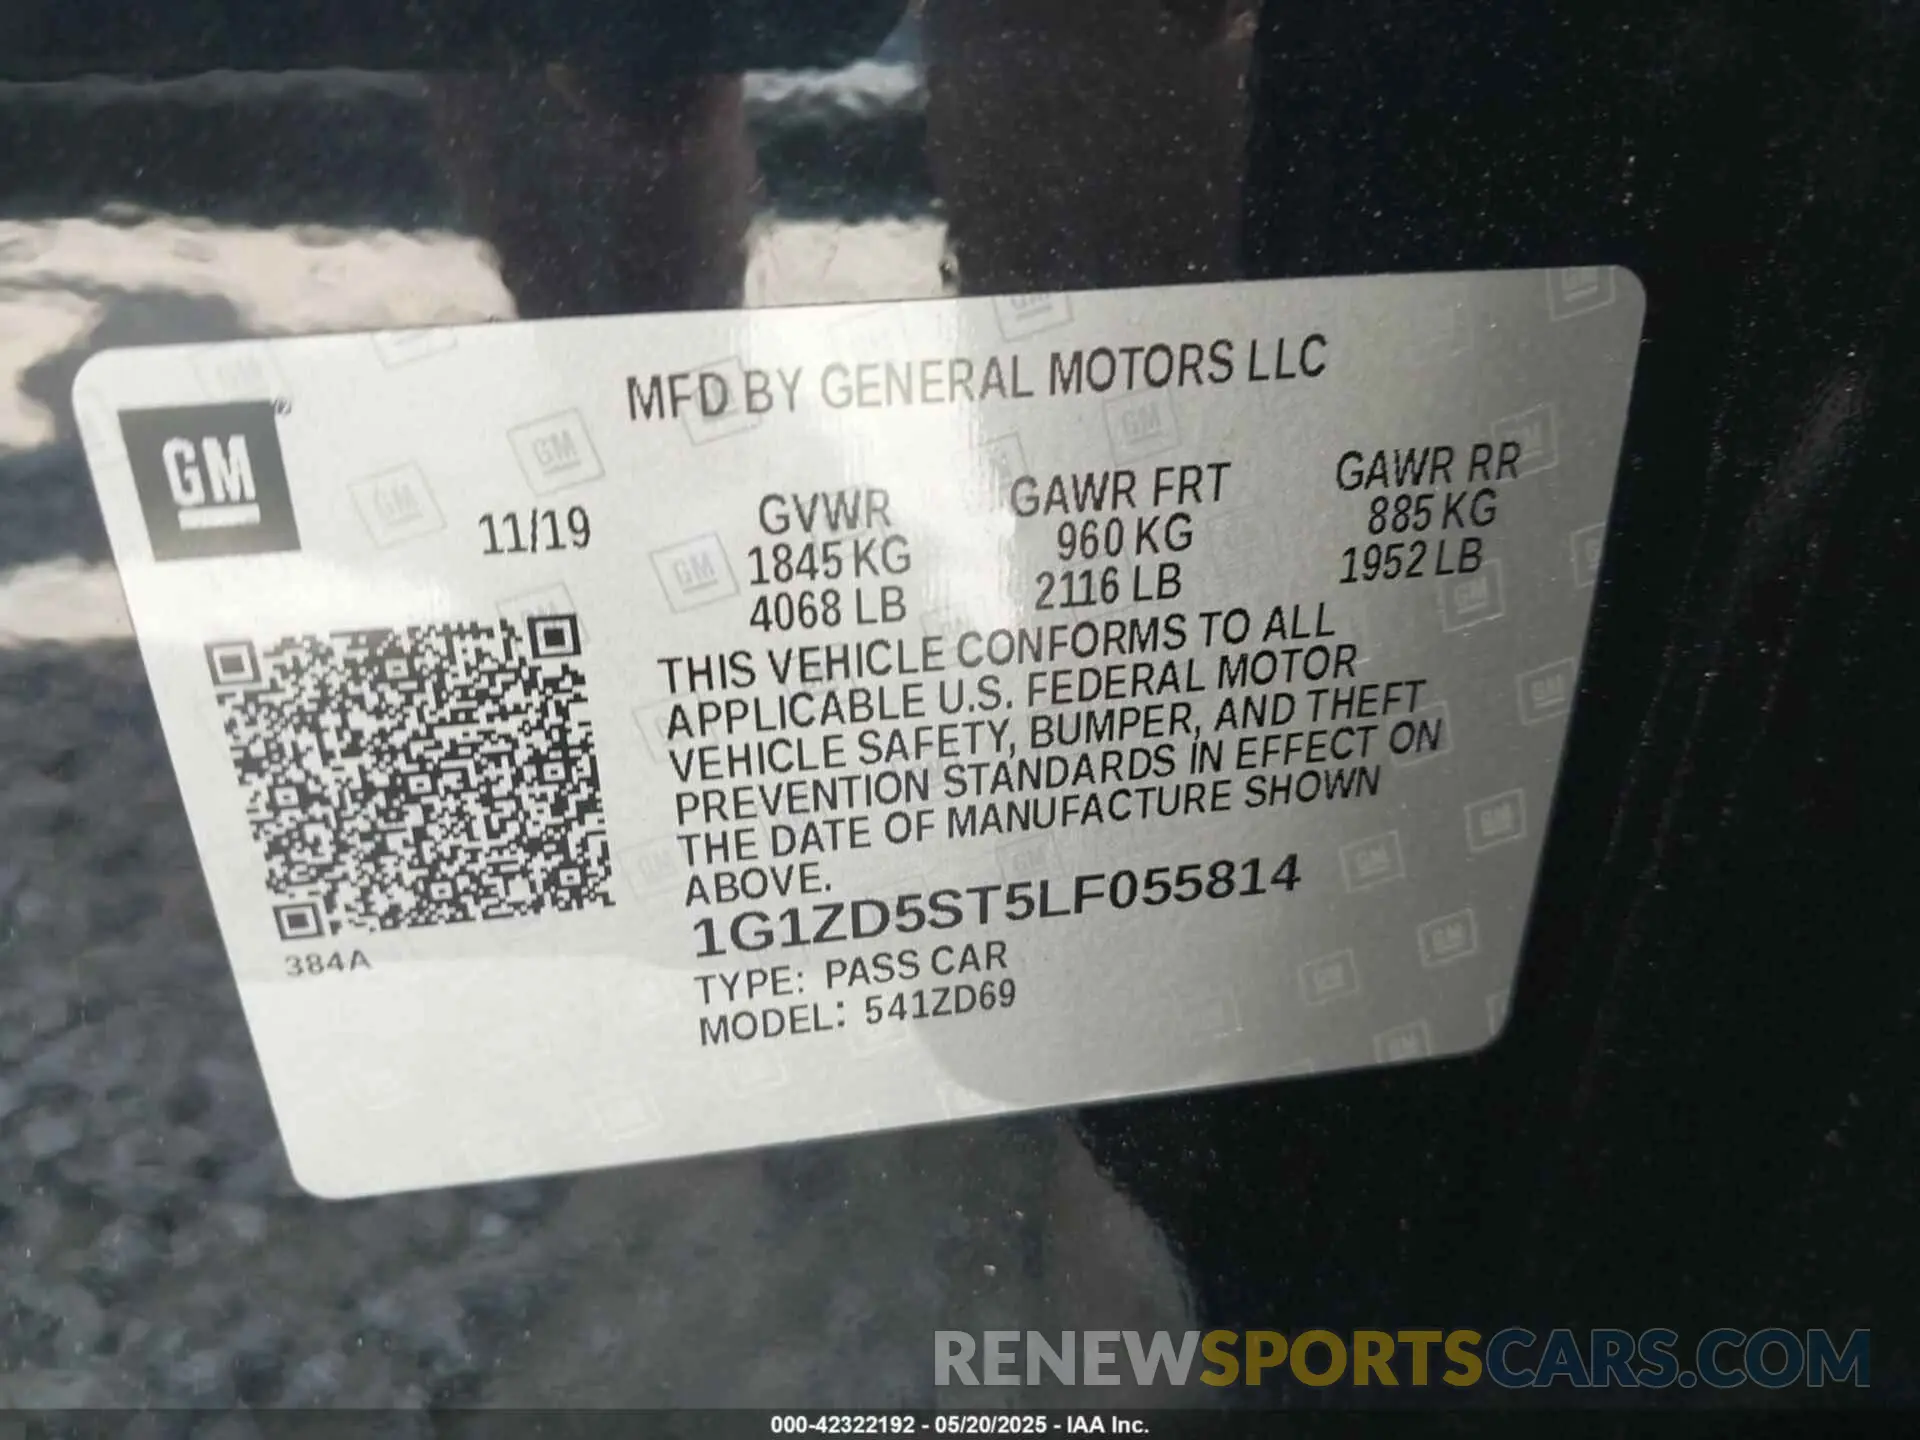 MFD BY GENERAL MOTORS LLC
GM
11/19
GVWR
1845 KG
4068 LB
GAWR FRT
960 KG
2116 LB
GAWR RR
885 KG
1952 LB
THIS VEHICLE CONFORMS TO ALL
APPLICABLE U.S. FEDERAL MOTOR
VEHICLE SAFETY, BUMPER, AND THEFT
PREVENTION STANDARDS IN EFFECT ON
THE DATE OF MANUFACTURE SHOWN
ABOVE.
1G1ZD5ST5LF055814
TYPE: PASS CAR
MODEL: 541ZD69
384A
RENEWSPORTSCARS.COM
000-42322192 - 05/20/2025 - IAA Inc.